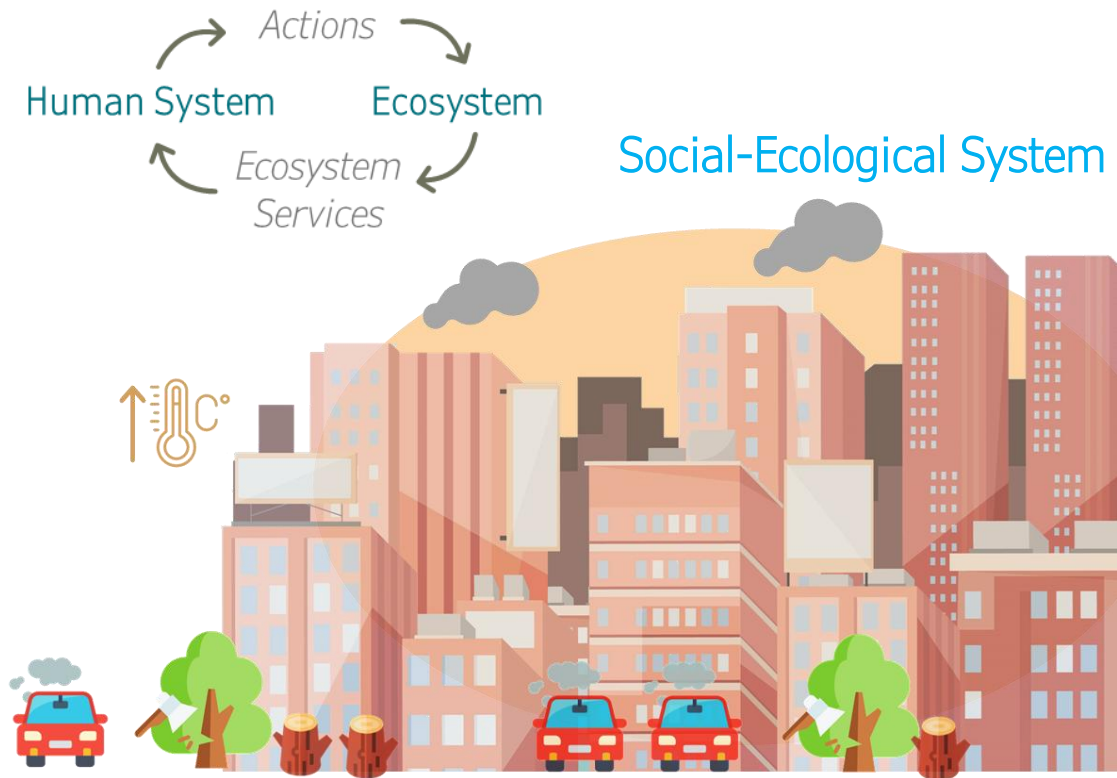 Actions
Human System
Ecosystem
Ecosystem
Services
Social-Ecological System
C°